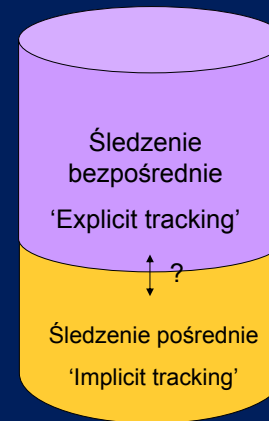 Śledzenie
bezpośrednie
‘Explicit tracking’
?
Śledzenie pośrednie
‘Implicit tracking’